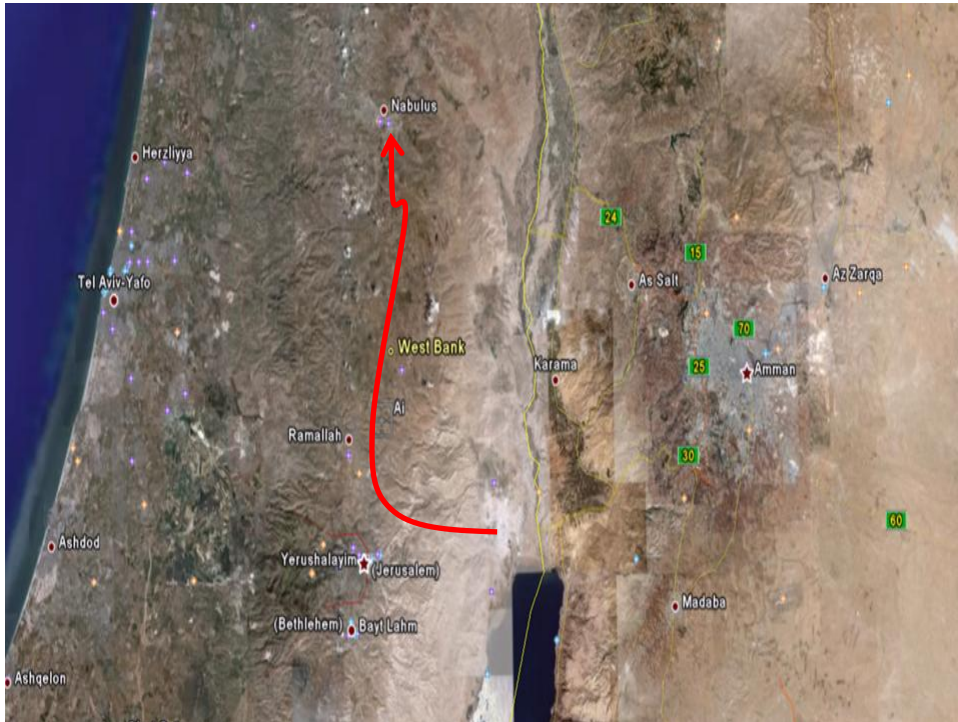 Nabulus
Herzliyya
24
15
Tel Aviv-Yafo
As Salt
Az Zarqa
70
West Bank
Karama
25
Amman
Ai
Ramallah
30
60
Ashdod
Yerushalayim
(Jerusalem)
Madaba
(Bethlehem)
Bayt Lahm
Ashqelon